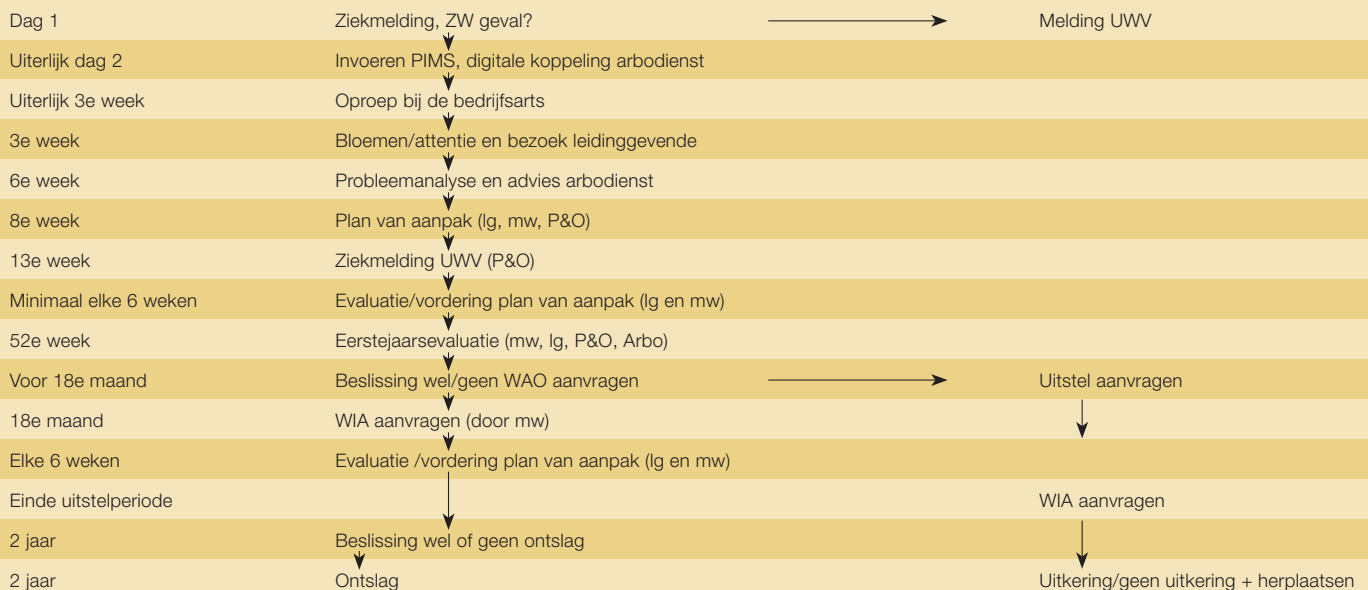 Dag 1 Ziekmelding, ZW geval? Melding UWV
Uiterlijk dag 2 Invoeren PIMS, digitale koppeling arbodienst
Uiterlijk 3e week Oproep bij de bedrijfsarts
3e week Bloemen/attentie en bezoek leidinggevende
6e week Probleemanalyse en advies arbodienst
8e week Plan van aanpak (lg, mw, P&O)
13e week Ziekmelding UWV (P&O)
Minimaal elke 6 weken Evaluatie/vordering plan van aanpak (lg en mw)
52e week Eerstejaarsevaluatie (mw, lg, P&O, Arbo)
Voor 18e maand Beslissing wel/geen WAO aanvragen Uitstel aanvragen
18e maand WIA aanvragen (door mw)
Elke 6 weken Evaluatie /vordering plan van aanpak (lg en mw)
Einde uitstelperiode WIA aanvragen
2 jaar Beslissing wel of geen ontslag
2 jaar Ontslag Uitkering/geen uitkering + herplaatsen